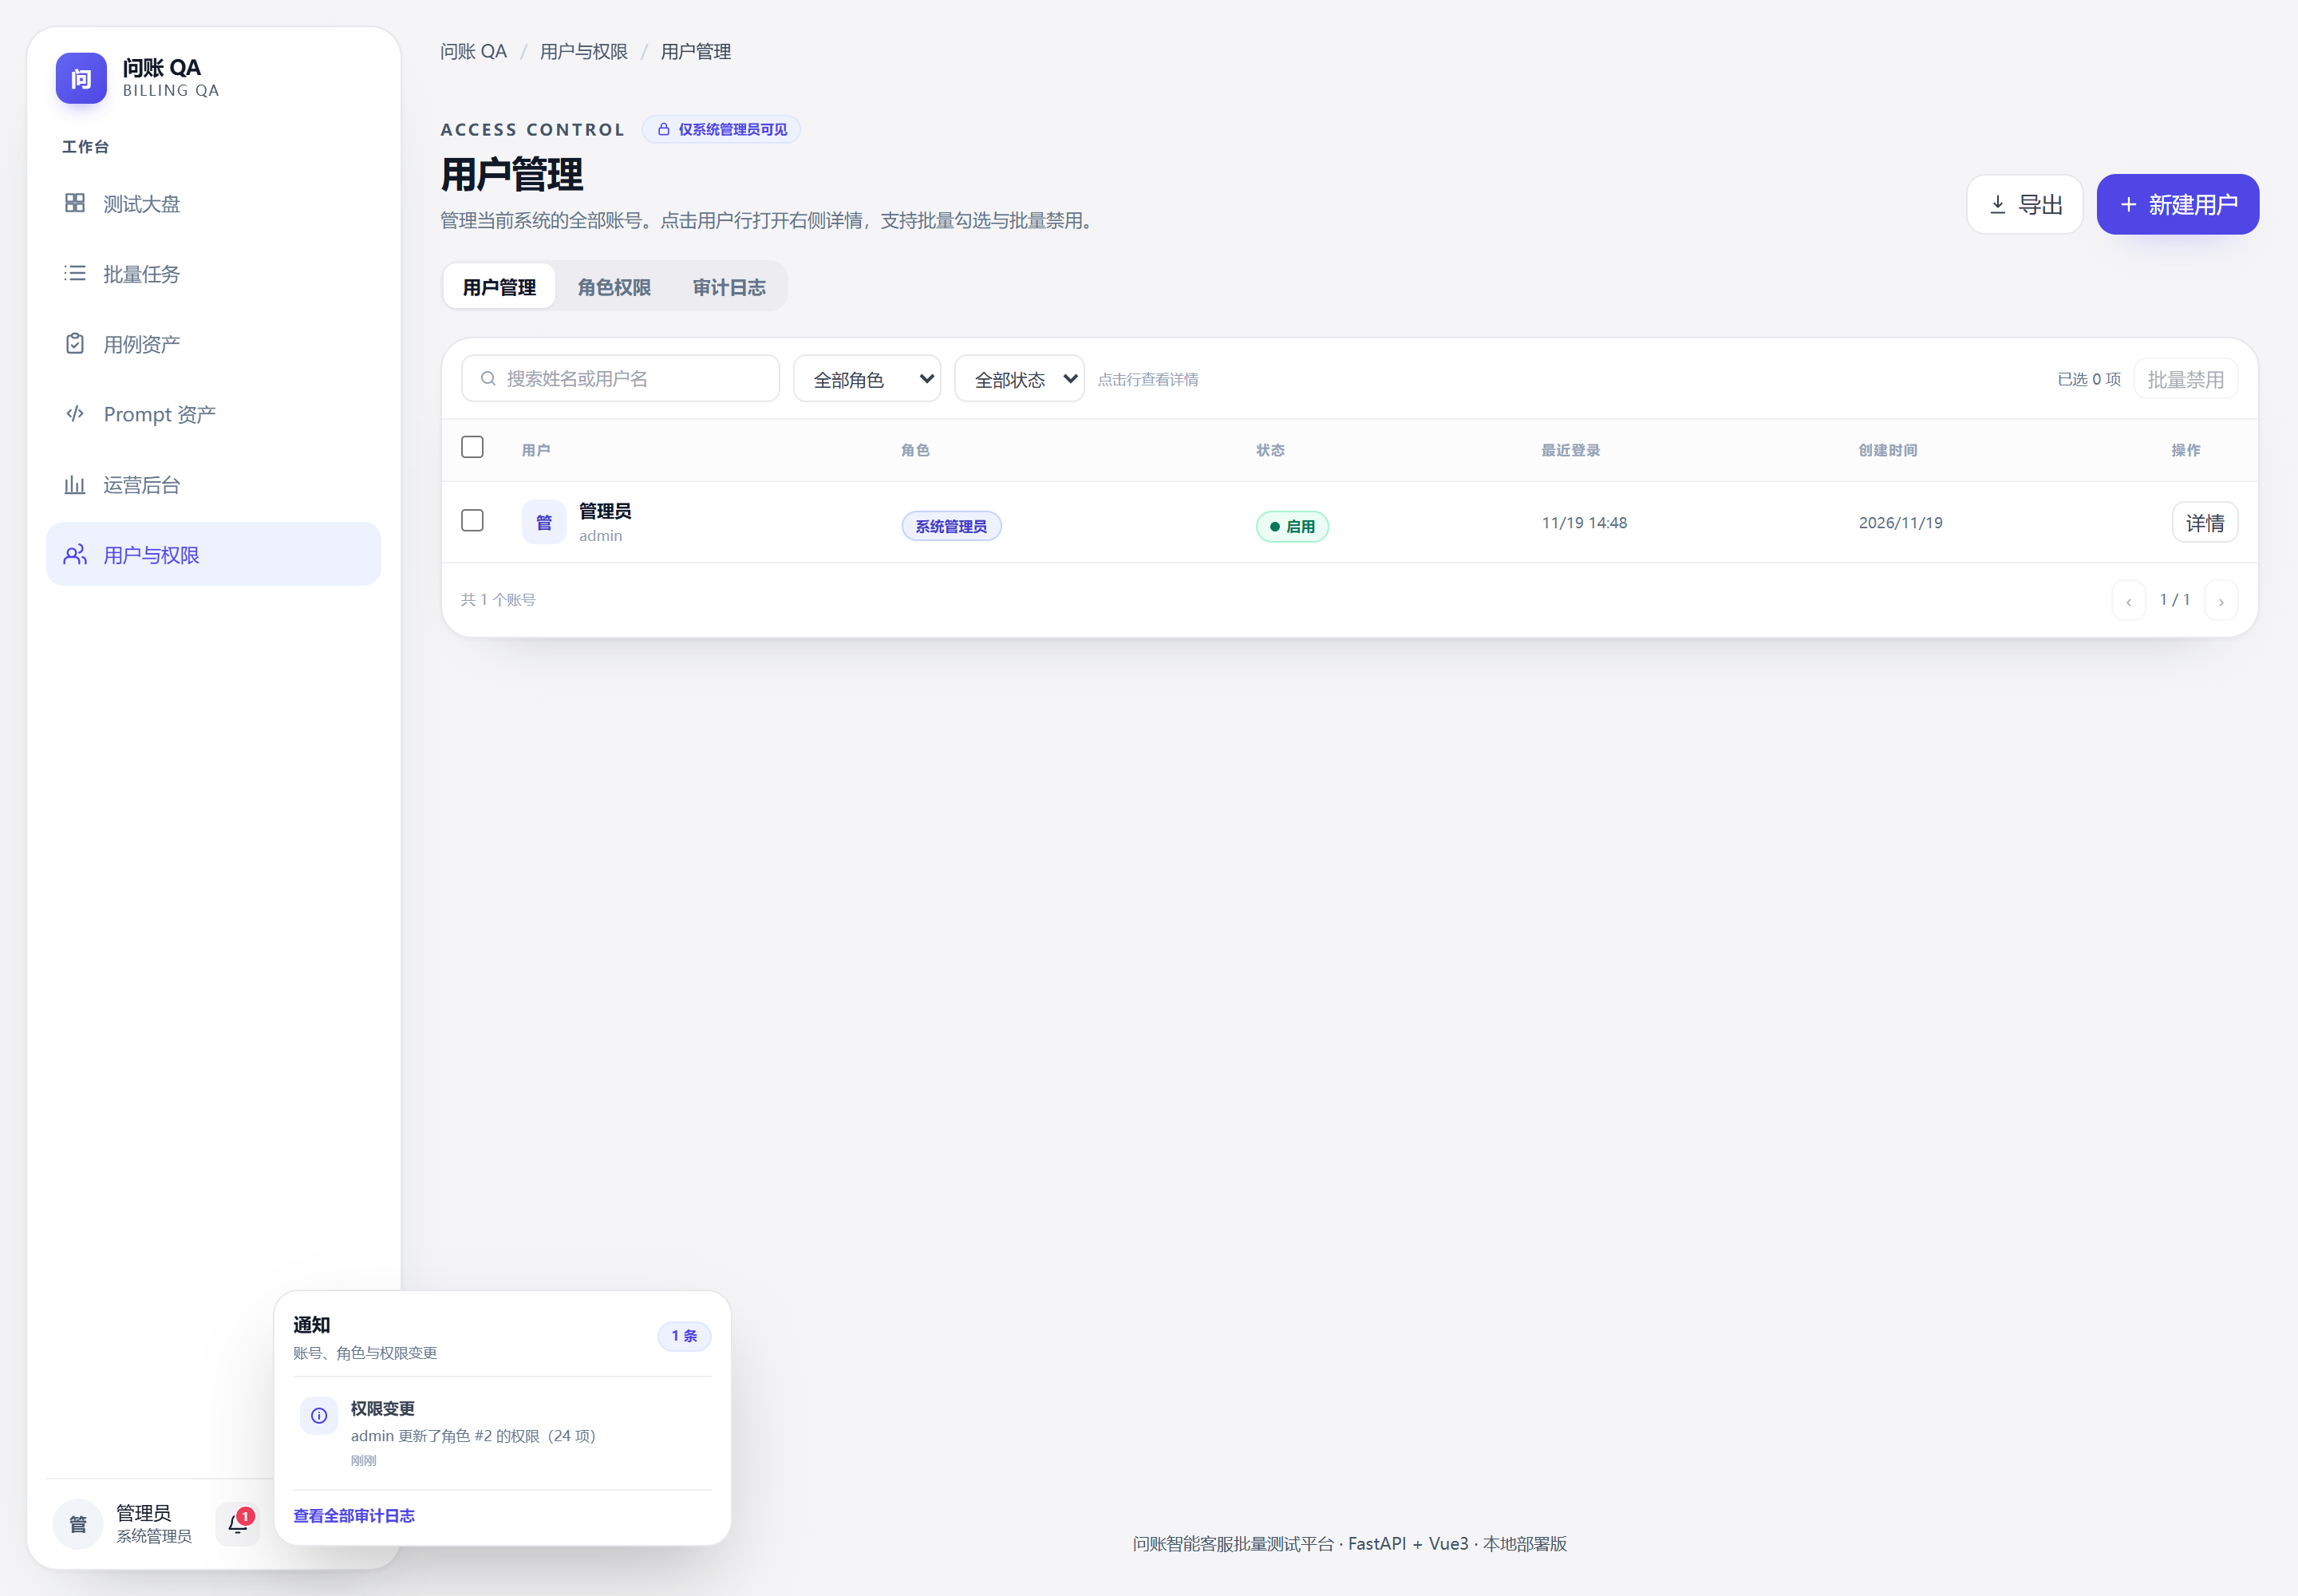 问
问账 QA
BILLING QA
工作台
测试大盘
批量任务
用例资产
Prompt 资产
运营后台
用户与权限
问账 QA / 用户与权限 / 用户管理
ACCESS CONTROL 仅系统管理员可见
用户管理
管理当前系统的全部账号。点击用户行打开右侧详情，支持批量勾选与批量禁用。
导出 + 新建用户
用户管理 角色权限 审计日志
搜索姓名或用户名 全部角色 全部状态 点击行查看详情 已选 0 项 批量禁用
用户 角色 状态 最近登录 创建时间 操作
管 管理员 admin 系统管理员 启用 11/19 14:48 2026/11/19 详情
共 1 个账号 ‹ 1 / 1 ›
通知 1 条
账号、角色与权限变更
权限变更
admin 更新了角色 #2 的权限（24 项）
刚刚
查看全部审计日志
管 管理员 1
系统管理员
问账智能客服批量测试平台 · FastAPI + Vue3 · 本地部署版